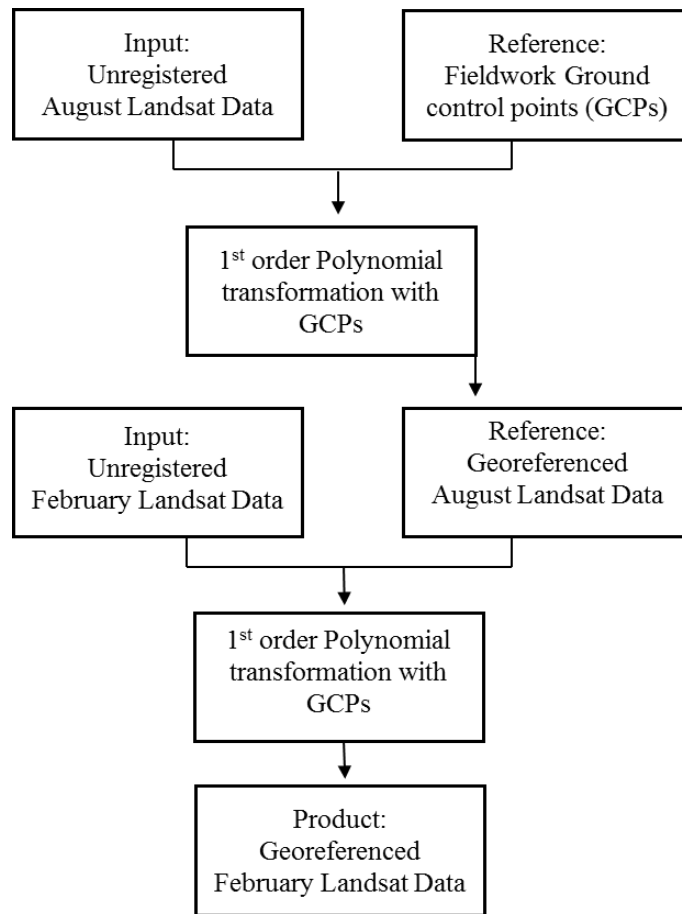 Input:
Unregistered
August Landsat Data
Reference:
Fieldwork Ground
control points (GCPs)
1st order Polynomial
transformation with
GCPs
Input:
Unregistered
February Landsat Data
Reference:
Georeferenced
August Landsat Data
1st order Polynomial
transformation with
GCPs
Product:
Georeferenced
February Landsat Data